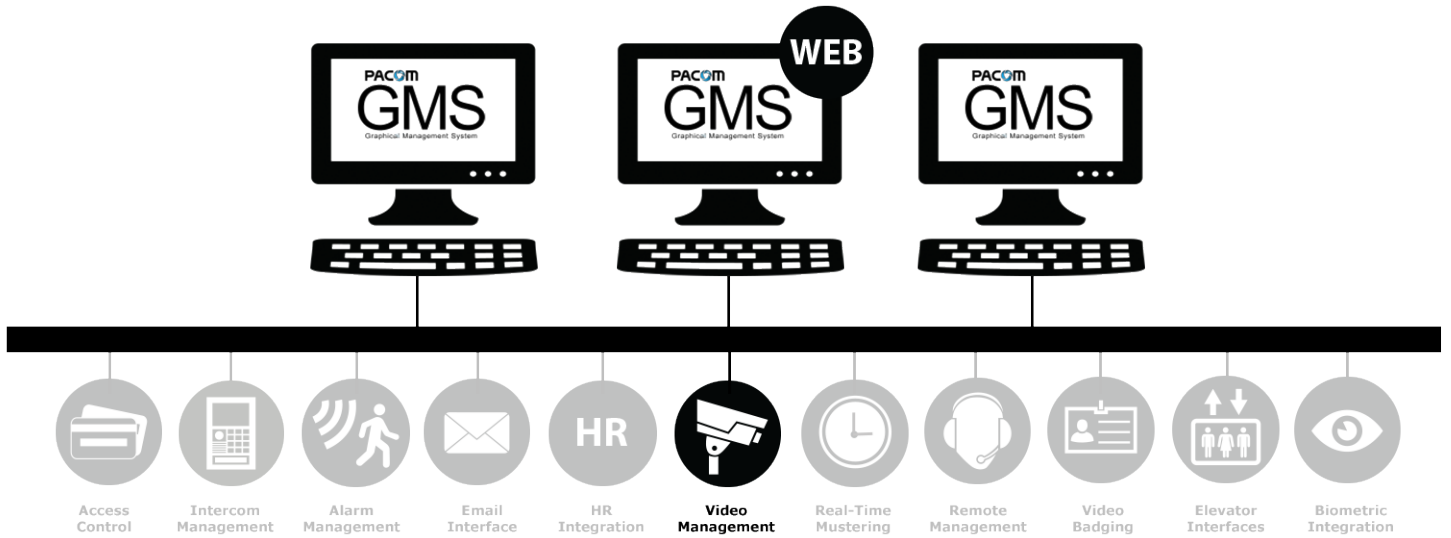 WEB
PACOM
GMS
Graphical Management System
PACOM
GMS
Graphical Management System
PACOM
GMS
Graphical Management System
HR
Access
Control
Intercom
Management
Alarm
Management
Email
Interface
HR
Integration
Video
Management
Real-Time
Mustering
Remote
Management
Video
Badging
Elevator
Interfaces
Biometric
Integration